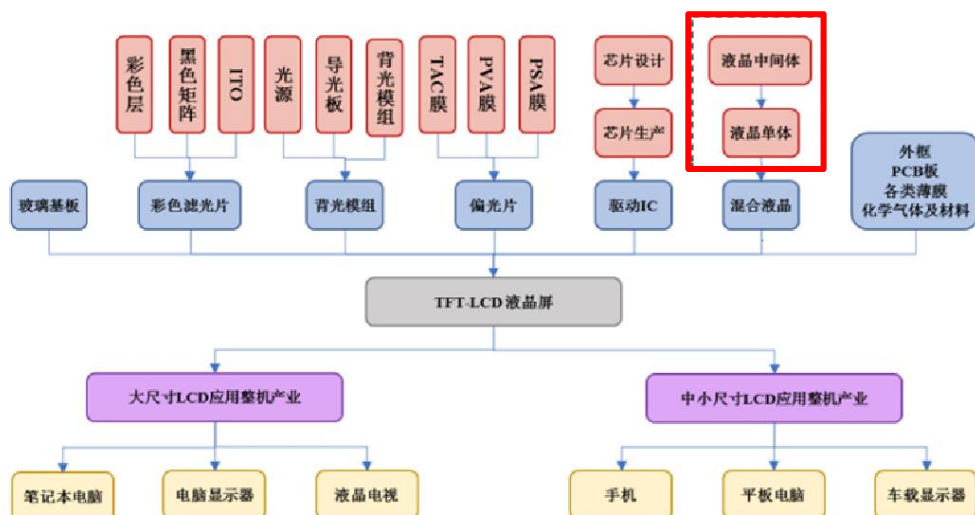 彩色层
黑色矩阵
ITO
光源
导光板
背光模组
TAC膜
PVA膜
PSA膜
芯片设计
液晶中间体
芯片生产
液晶单体
玻璃基板
彩色滤光片
背光模组
偏光片
驱动IC
混合液晶
外框
PCB板
各类薄膜
化学气体及材料
TFT-LCD 液晶屏
大尺寸LCD应用整机产业
中小尺寸LCD应用整机产业
笔记本电脑
电脑显示器
液晶电视
手机
平板电脑
车载显示器